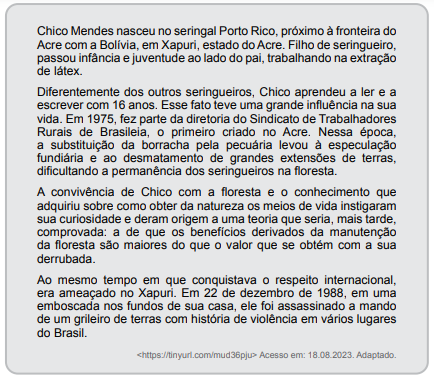 Chico Mendes nasceu no seringal Porto Rico, próximo à fronteira do
Acre com a Bolívia, em Xapuri, estado do Acre. Filho de seringueiro,
passou infância e juventude ao lado do pai, trabalhando na extração
de látex.
Diferentemente dos outros seringueiros, Chico aprendeu a ler e a
escrever com 16 anos. Esse fato teve uma grande influência na sua
vida. Em 1975, fez parte da diretoria do Sindicato de Trabalhadores
Rurais de Brasileia, o primeiro criado no Acre. Nessa época,
a substituição da borracha pela pecuária levou à especulação
fundiária e ao desmatamento de grandes extensões de terras,
dificultando a permanência dos seringueiros na floresta.
A convivência de Chico com a floresta e o conhecimento que
adquiriu sobre como obter da natureza os meios de vida instigaram
sua curiosidade e deram origem a uma teoria que seria, mais tarde,
comprovada: a de que os benefícios derivados da manutenção
da floresta são maiores do que o valor que se obtém com a sua
derrubada.
Ao mesmo tempo em que conquistava o respeito internacional,
era ameaçado no Xapuri. Em 22 de dezembro de 1988, em uma
emboscada nos fundos de sua casa, ele foi assassinado a mando
de um grileiro de terras com história de violência em vários lugares
do Brasil.
<https://tinyurl.com/mud36pju> Acesso em: 18.08.2023. Adaptado.